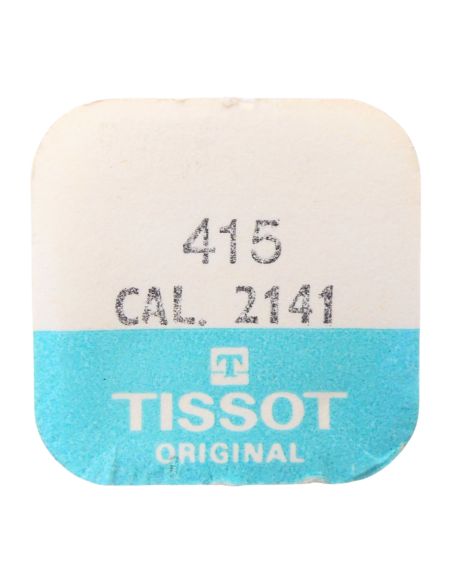 415
CAL. 2141
T
TISSOT
ORIGINAL